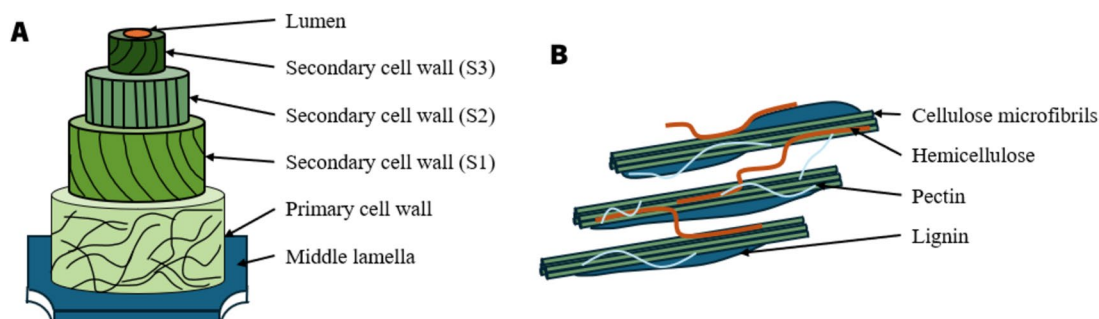 A
Lumen
Secondary cell wall (S3)
Secondary cell wall (S2)
Secondary cell wall (S1)
Primary cell wall
Middle lamella
B
Cellulose microfibrils
Hemicellulose
Pectin
Lignin